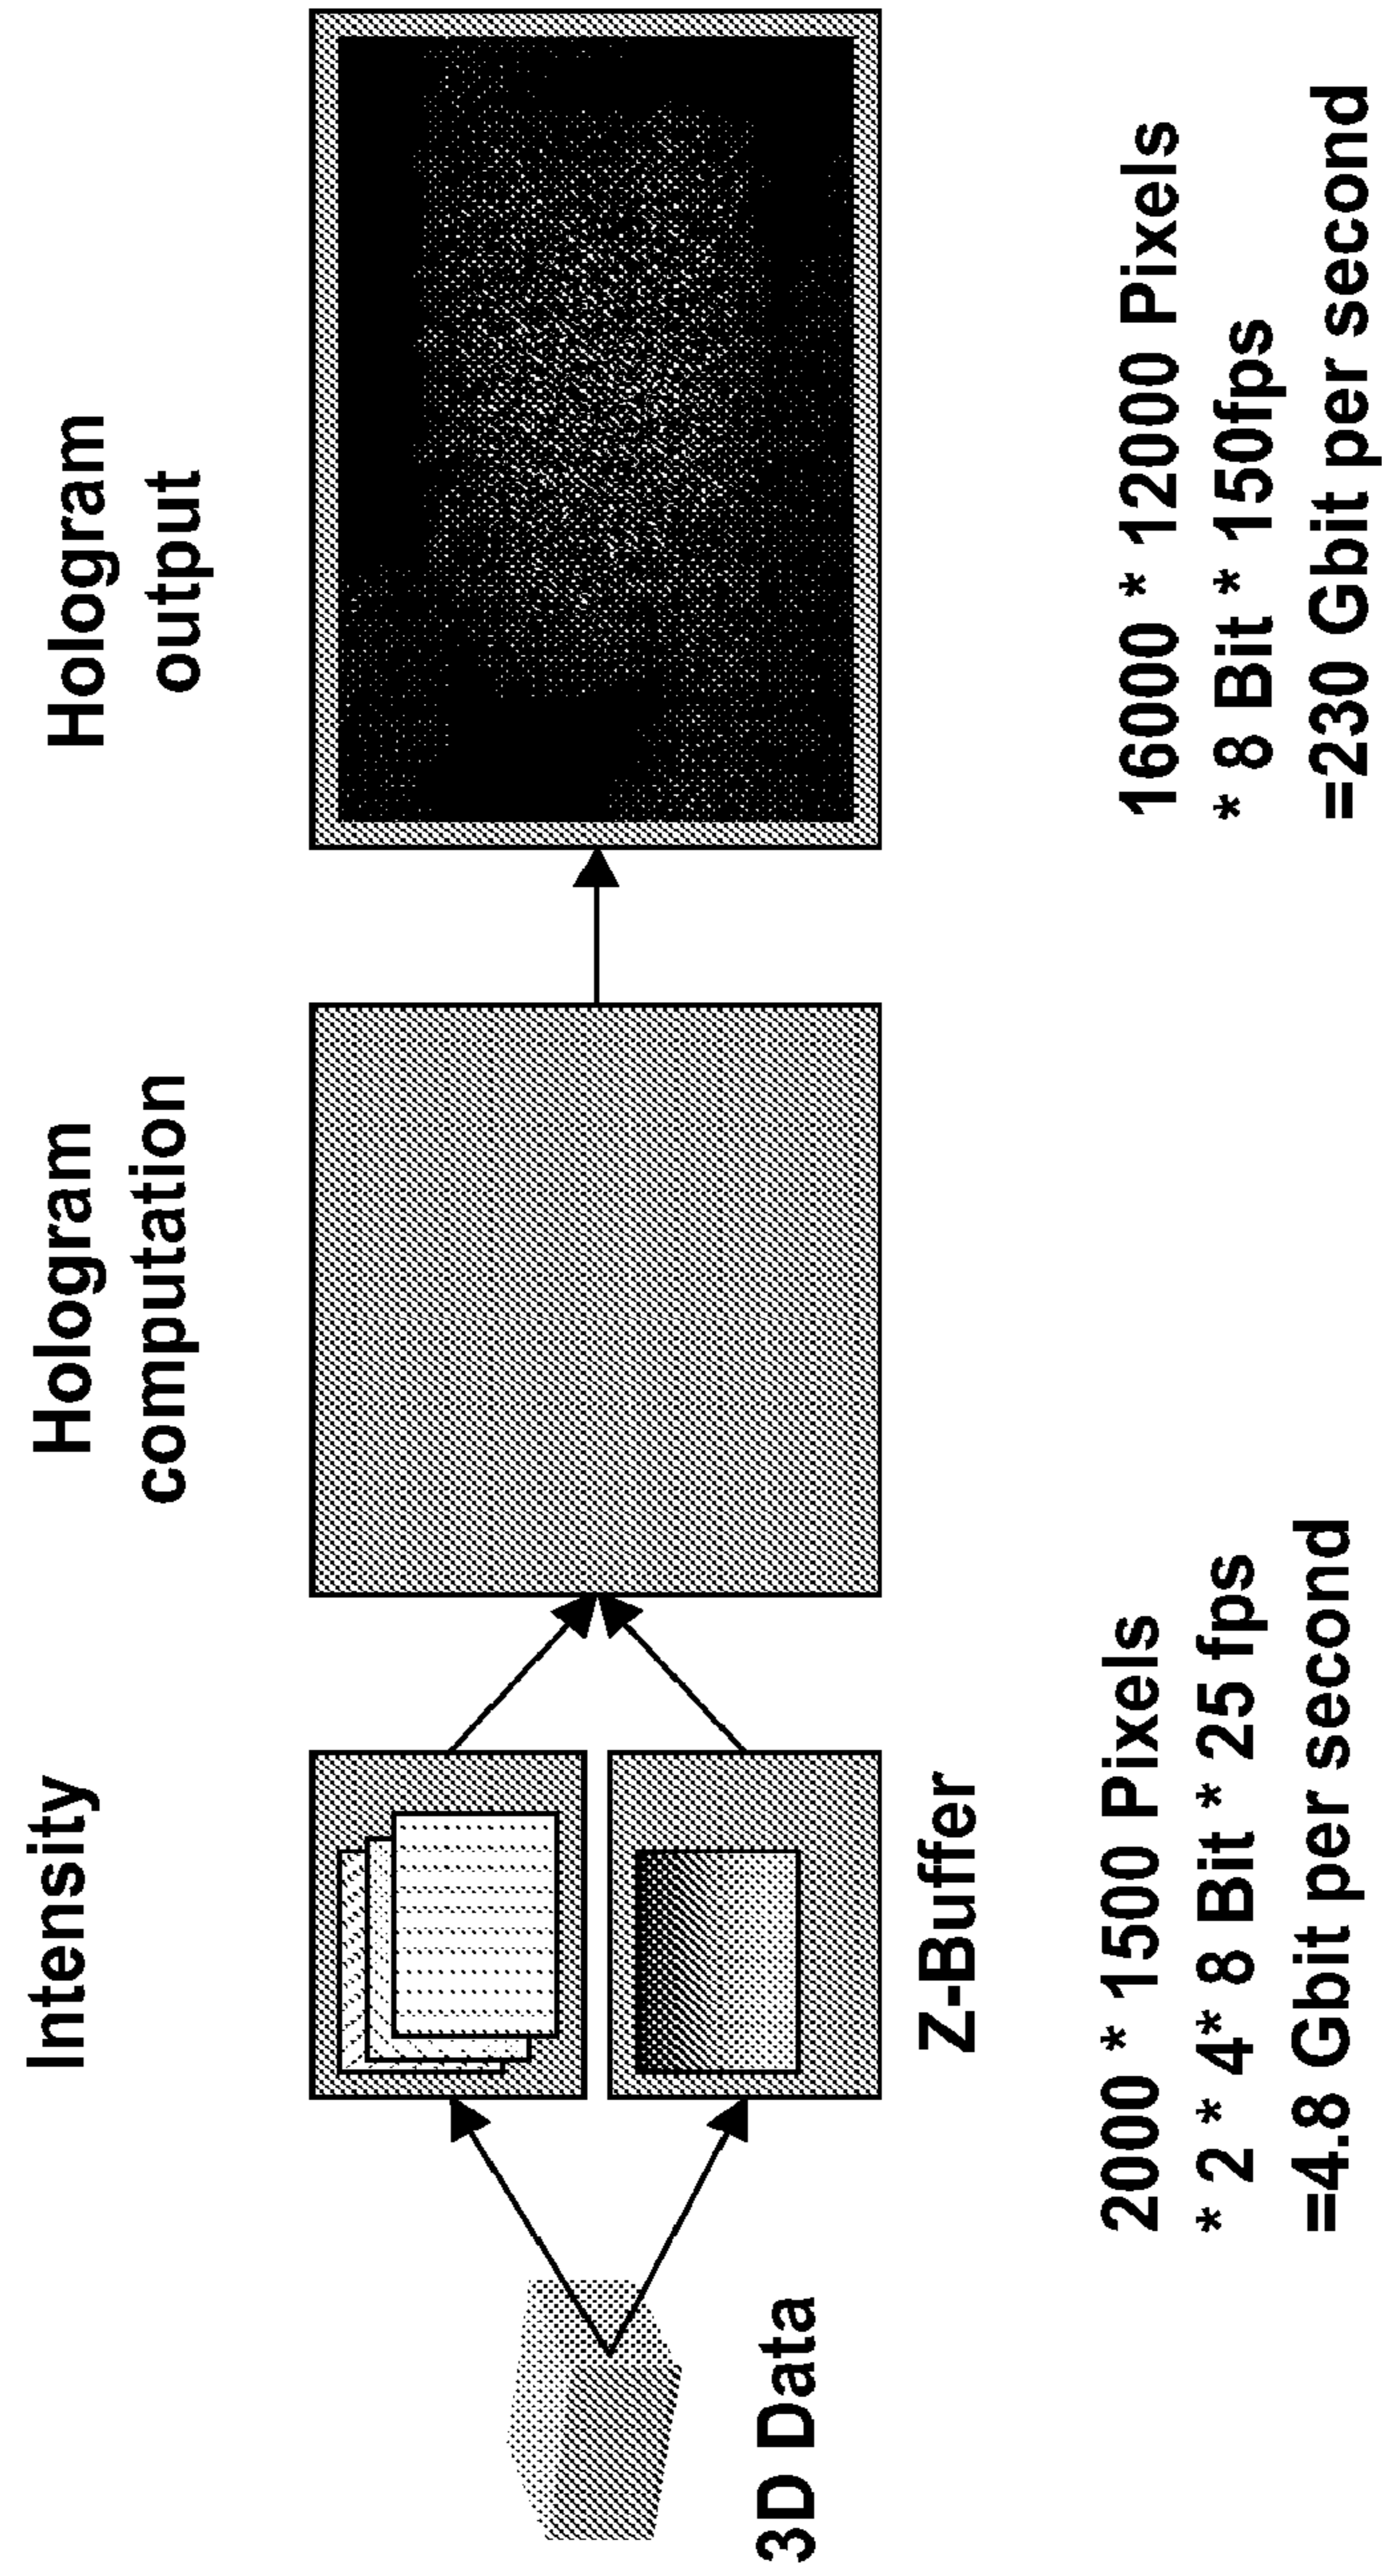 Intensity
Hologram
computation
Hologram
output
3D Data
Z-Buffer
2000 * 1500 Pixels
* 2 * 4* 8 Bit * 25 fps
=4.8 Gbit per second
16000 * 12000 Pixels
* 8 Bit * 150fps
=230 Gbit per second